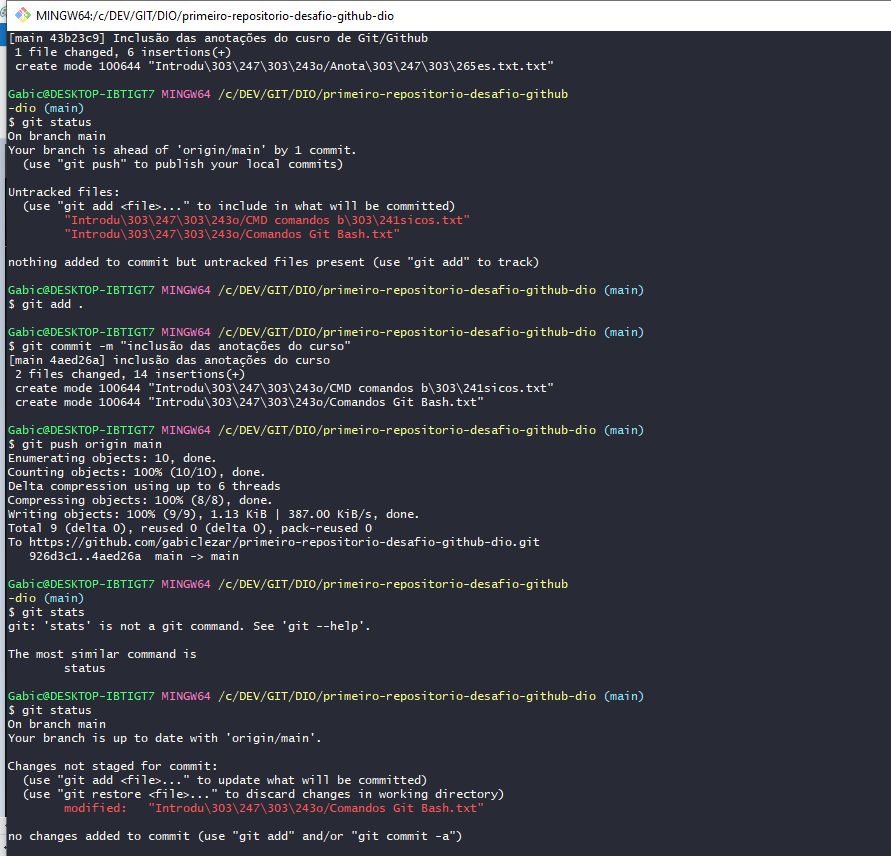 MINGW64:/c/DEV/GIT/DIO/primeiro-repositorio-desafio-github-dio
[main 43b23c9] Inclusão das anotações do cusro de Git/Github
 1 file changed, 6 insertions(+)
 create mode 100644 "Introdu\303\247\303\243o/Anota\303\247\303\265es.txt.txt"

Gabic@DESKTOP-IBTIGT7 MINGW64 /c/DEV/GIT/DIO/primeiro-repositorio-desafio-github
-dio (main)
$ git status
On branch main
Your branch is ahead of 'origin/main' by 1 commit.
  (use "git push" to publish your local commits)

Untracked files:
  (use "git add <file>..." to include in what will be committed)
        "Introdu\303\247\303\243o/CMD comandos b\303\241sicos.txt"
        "Introdu\303\247\303\243o/Comandos Git Bash.txt"

nothing added to commit but untracked files present (use "git add" to track)

Gabic@DESKTOP-IBTIGT7 MINGW64 /c/DEV/GIT/DIO/primeiro-repositorio-desafio-github-dio (main)
$ git add .

Gabic@DESKTOP-IBTIGT7 MINGW64 /c/DEV/GIT/DIO/primeiro-repositorio-desafio-github-dio (main)
$ git commit -m "inclusão das anotações do curso"
[main 4aed26a] inclusão das anotações do curso
 2 files changed, 14 insertions(+)
 create mode 100644 "Introdu\303\247\303\243o/CMD comandos b\303\241sicos.txt"
 create mode 100644 "Introdu\303\247\303\243o/Comandos Git Bash.txt"

Gabic@DESKTOP-IBTIGT7 MINGW64 /c/DEV/GIT/DIO/primeiro-repositorio-desafio-github-dio (main)
$ git push origin main
Enumerating objects: 10, done.
Counting objects: 100% (10/10), done.
Delta compression using up to 6 threads
Compressing objects: 100% (8/8), done.
Writing objects: 100% (9/9), 1.13 KiB | 387.00 KiB/s, done.
Total 9 (delta 0), reused 0 (delta 0), pack-reused 0
To https://github.com/gabiclezar/primeiro-repositorio-desafio-github-dio.git
   926d3c1..4aed26a  main -> main

Gabic@DESKTOP-IBTIGT7 MINGW64 /c/DEV/GIT/DIO/primeiro-repositorio-desafio-github
-dio (main)
$ git stats
git: 'stats' is not a git command. See 'git --help'.

The most similar command is
        status

Gabic@DESKTOP-IBTIGT7 MINGW64 /c/DEV/GIT/DIO/primeiro-repositorio-desafio-github-dio (main)
$ git status
On branch main
Your branch is up to date with 'origin/main'.

Changes not staged for commit:
  (use "git add <file>..." to update what will be committed)
  (use "git restore <file>..." to discard changes in working directory)
        modified:   "Introdu\303\247\303\243o/Comandos Git Bash.txt"

no changes added to commit (use "git add" and/or "git commit -a")